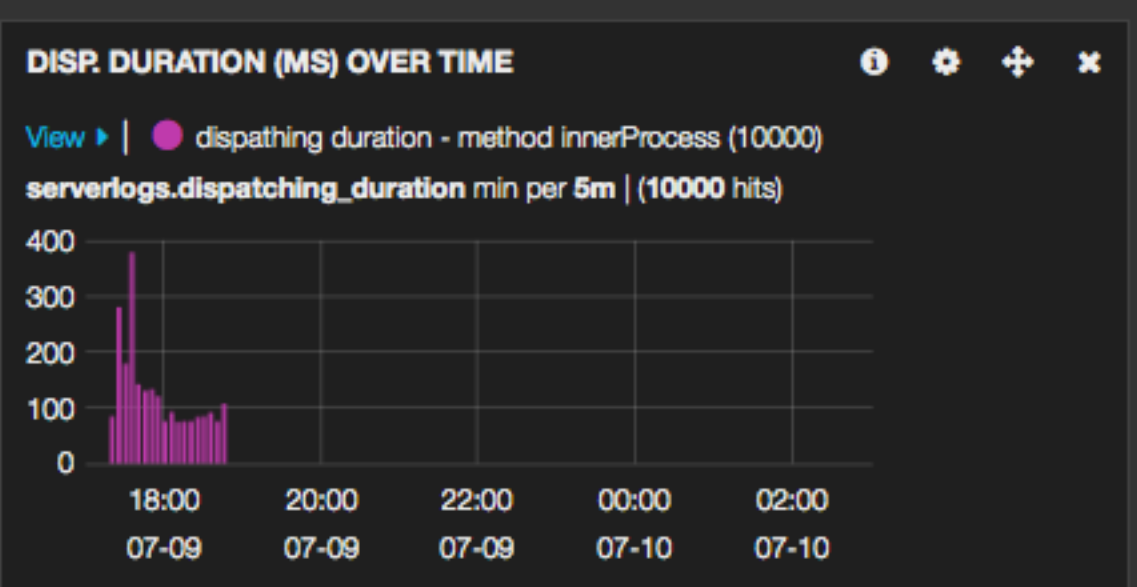 DISP. DURATION (MS) OVER TIME
View | dispathing duration - method innerProcess (10000)
serverlogs.dispatching_duration min per 5m | (10000 hits)
400
300
200
100
0
18:00 20:00 22:00 00:00 02:00
07-09 07-09 07-09 07-10 07-10